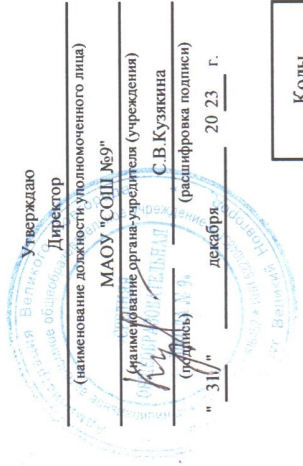 Утверждаю
Директор
(наименование должности уполномоченного лица)
МАОУ "СОШ №9"
(наименование органа-учредителя (учреждения)
С.В.Кузякина
(подпись) (расшифровка подписи)
" 31 " декабря 20 23 г.
Коды